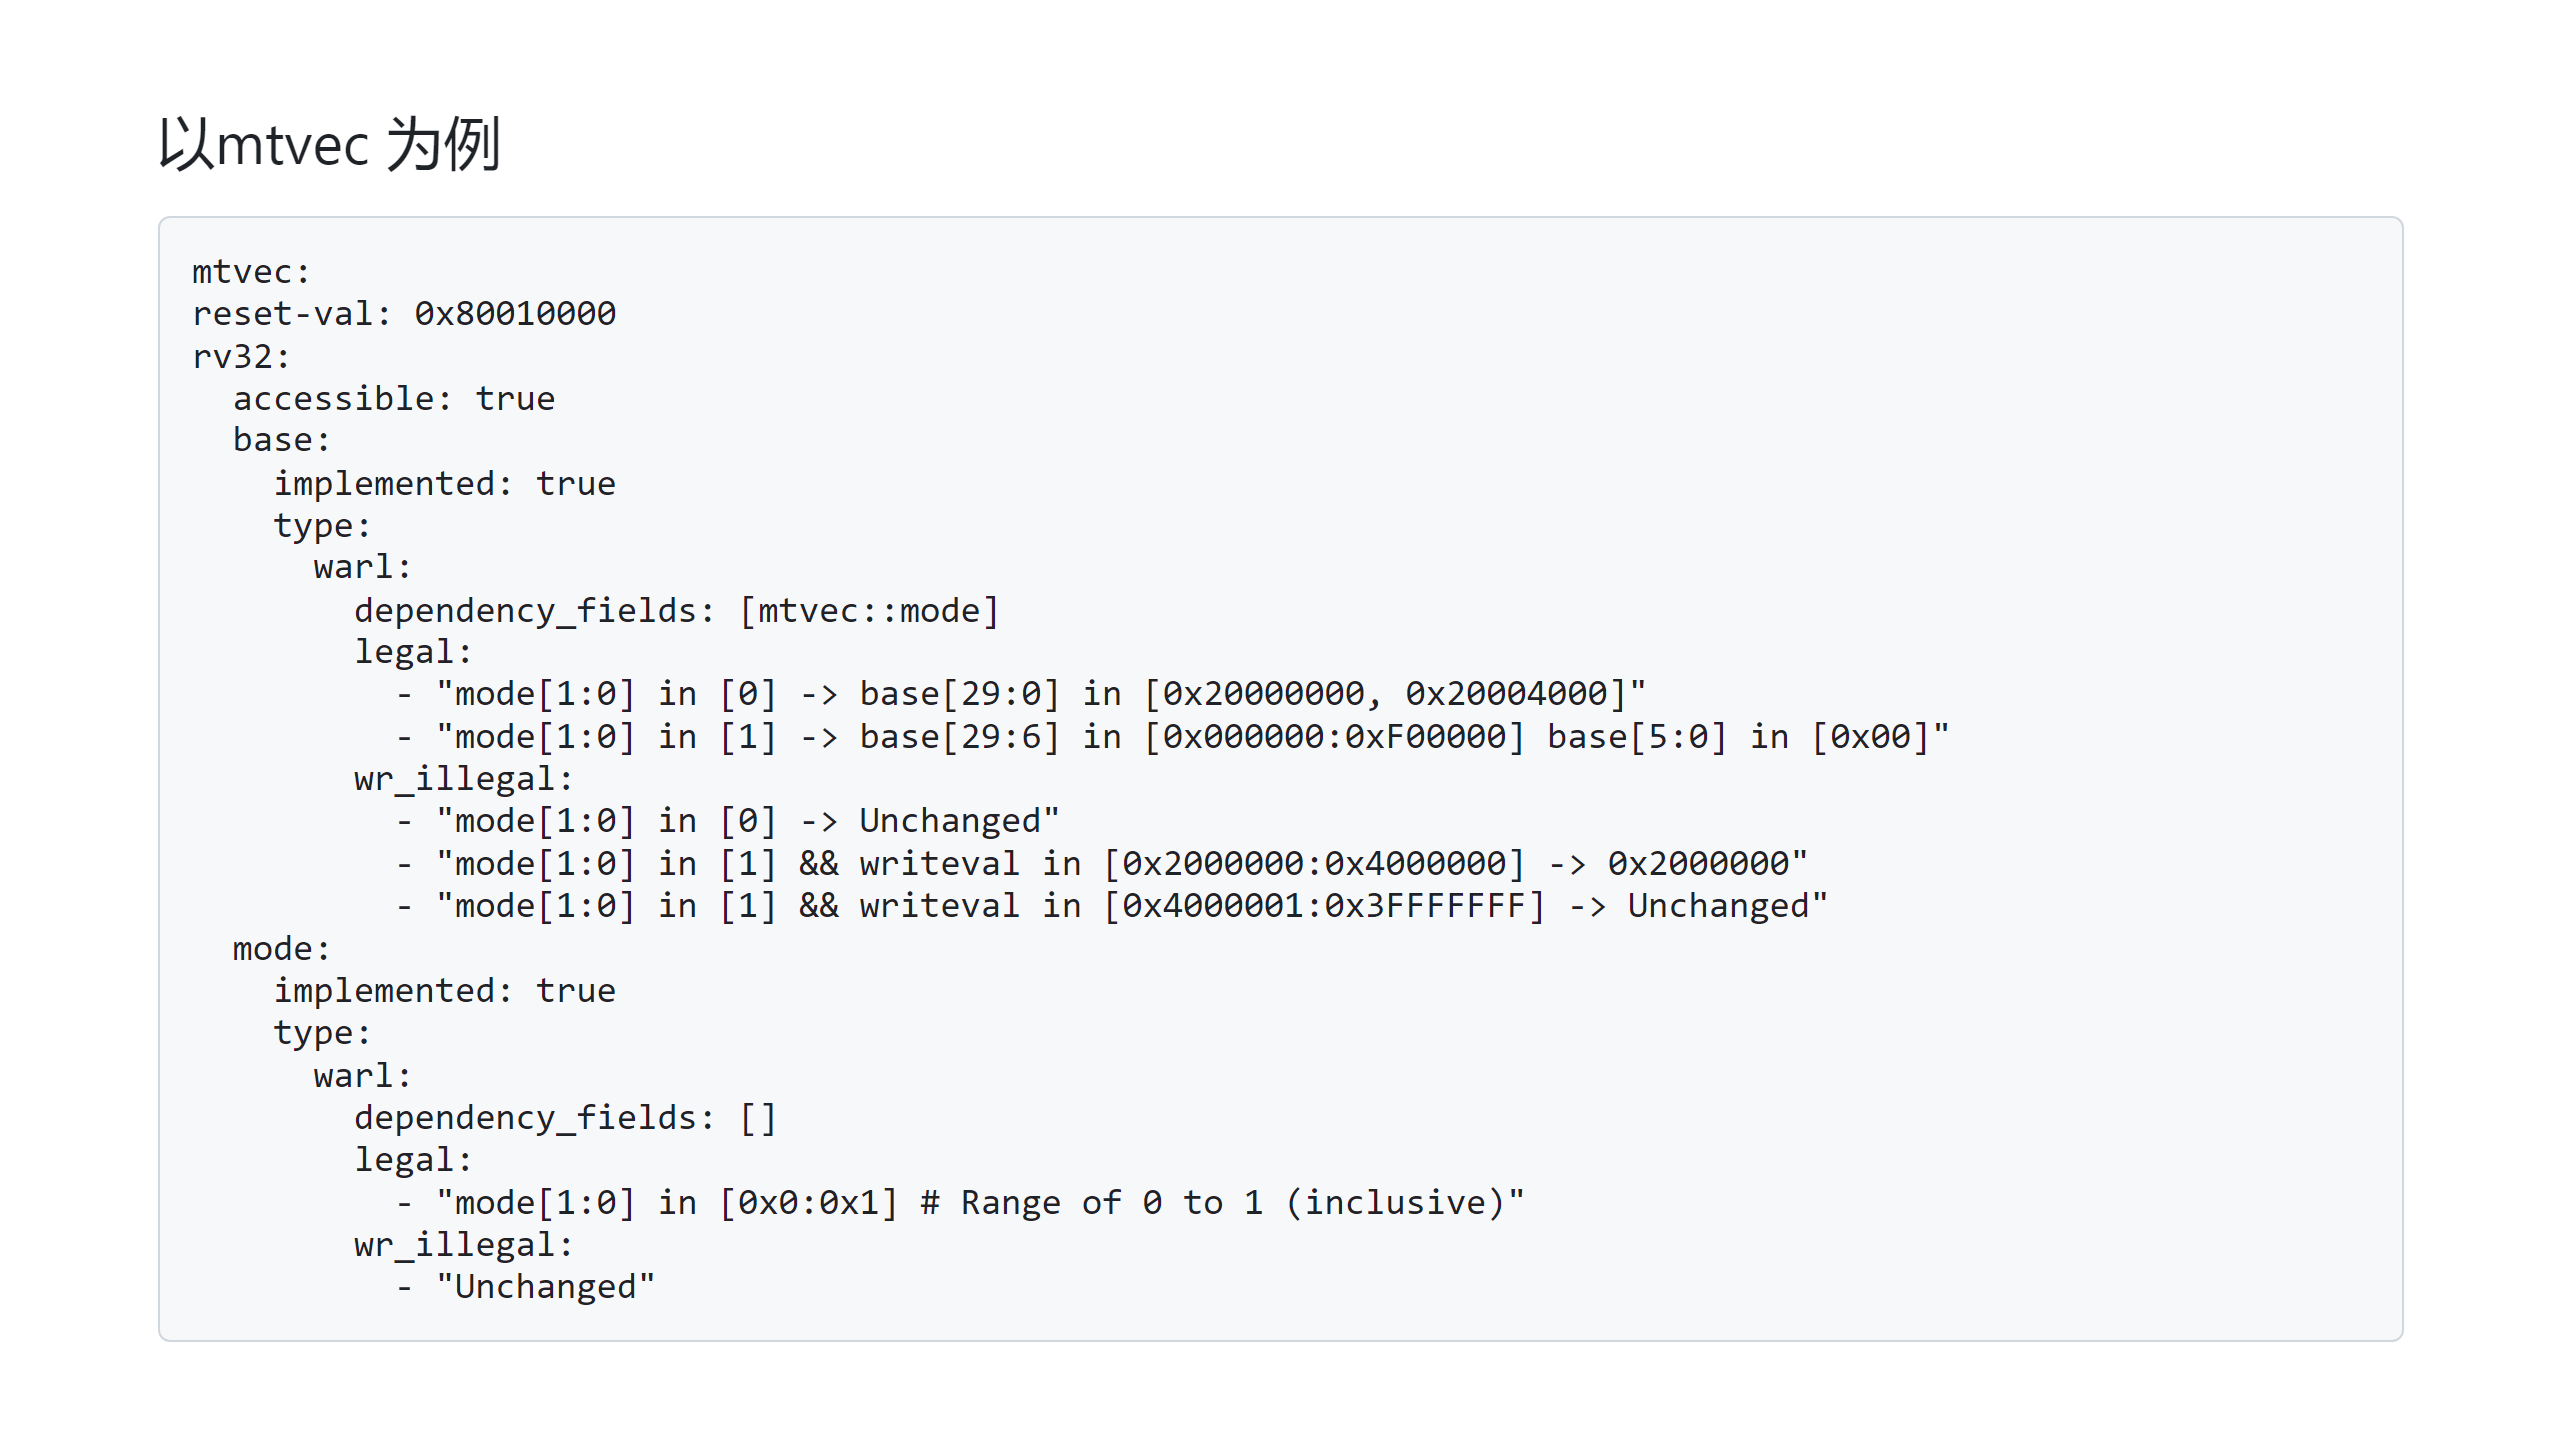 以mtvec 为例
mtvec:
reset-val: 0x80010000
rv32:
  accessible: true
  base:
    implemented: true
    type:
      warl:
        dependency_fields: [mtvec::mode]
        legal:
          - "mode[1:0] in [0] -> base[29:0] in [0x20000000, 0x20004000]"
          - "mode[1:0] in [1] -> base[29:6] in [0x000000:0xF00000] base[5:0] in [0x00]"
        wr_illegal:
          - "mode[1:0] in [0] -> Unchanged"
          - "mode[1:0] in [1] && writeval in [0x2000000:0x4000000] -> 0x2000000"
          - "mode[1:0] in [1] && writeval in [0x4000001:0x3FFFFFFF] -> Unchanged"
  mode:
    implemented: true
    type:
      warl:
        dependency_fields: []
        legal:
          - "mode[1:0] in [0x0:0x1] # Range of 0 to 1 (inclusive)"
        wr_illegal:
          - "Unchanged"